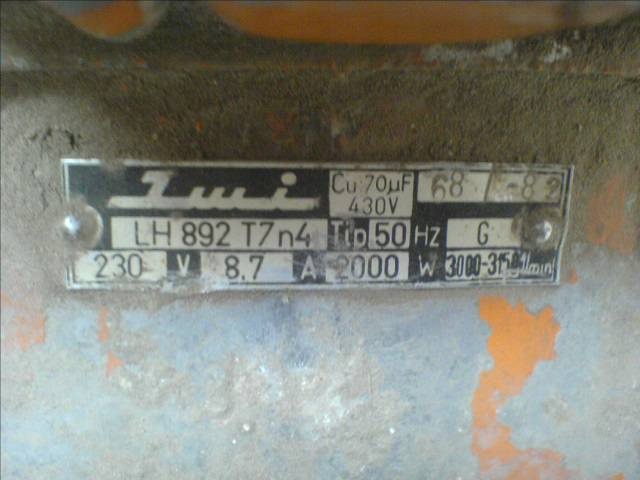 Imi
Cu 70µF 68 / -82
430V
LH 892 T7n4 Tip 50 Hz G
230 V 8.7 A 2000 W 3000-3150 1/min